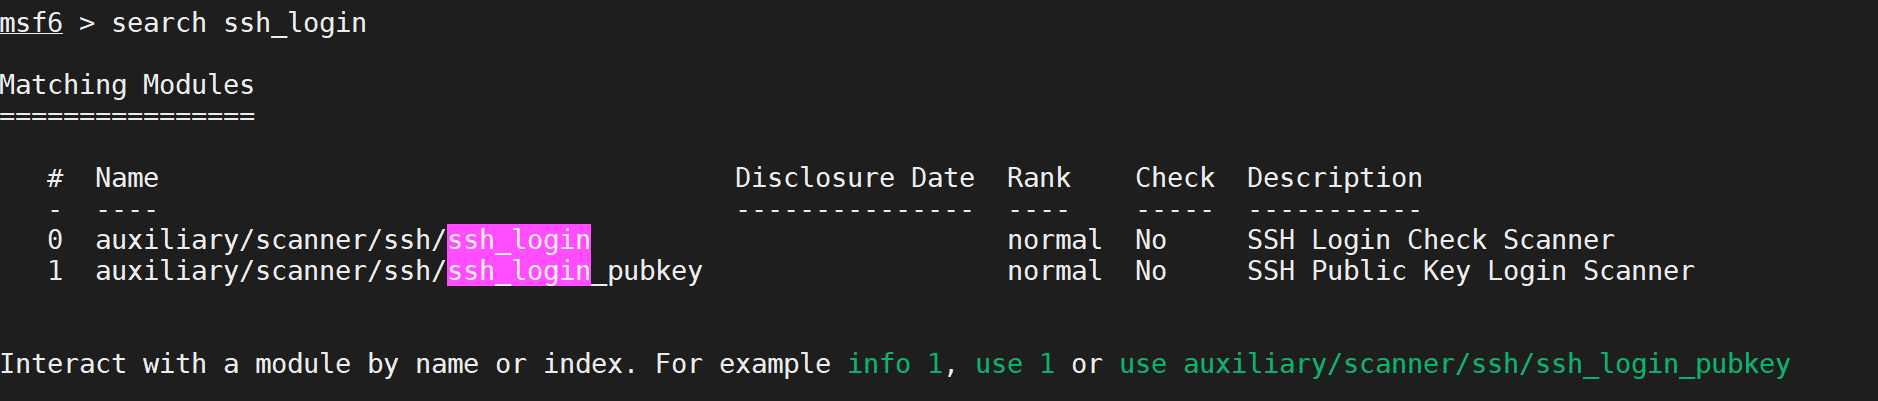 msf6 > search ssh_login
Matching Modules
================
#  Name                                    Disclosure Date  Rank    Check  Description
-  ----                                    ---------------  ----    -----  -----------
0  auxiliary/scanner/ssh/ssh_login                          normal  No     SSH Login Check Scanner
1  auxiliary/scanner/ssh/ssh_login_pubkey                   normal  No     SSH Public Key Login Scanner
Interact with a module by name or index. For example info 1, use 1 or use auxiliary/scanner/ssh/ssh_login_pubkey